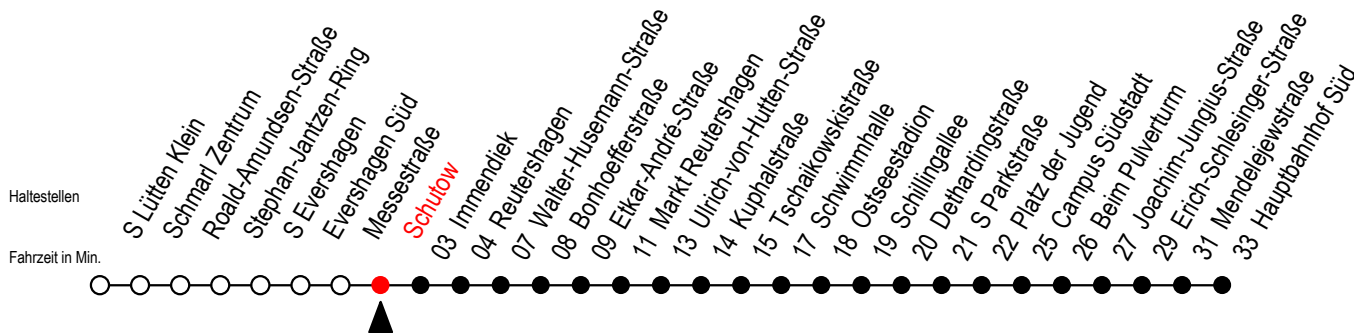 Haltestellen
Fahrzeit in Min.
S Lütten Klein
Schmarl Zentrum
Roald-Amundsen-Straße
Stephan-Jantzen-Ring
S Evershagen
Evershagen Süd
Messestraße
Schutow
03 Immendiek
04 Reutershagen
07 Walter-Husemann-Straße
08 Bonhoefferstraße
09 Etkar-André-Straße
11 Markt Reutershagen
13 Ulrich-von-Hutten-Straße
14 Kuphalstraße
15 Tschaikowskistraße
17 Schwimmhalle
18 Ostseestadion
19 Schillingallee
20 Dethardingstraße
21 S Parkstraße
22 Platz der Jugend
25 Campus Südstadt
26 Beim Pulverturm
27 Joachim-Jungius-Straße
29 Erich-Schlesinger-Straße
31 Mendelejewstraße
33 Hauptbahnhof Süd